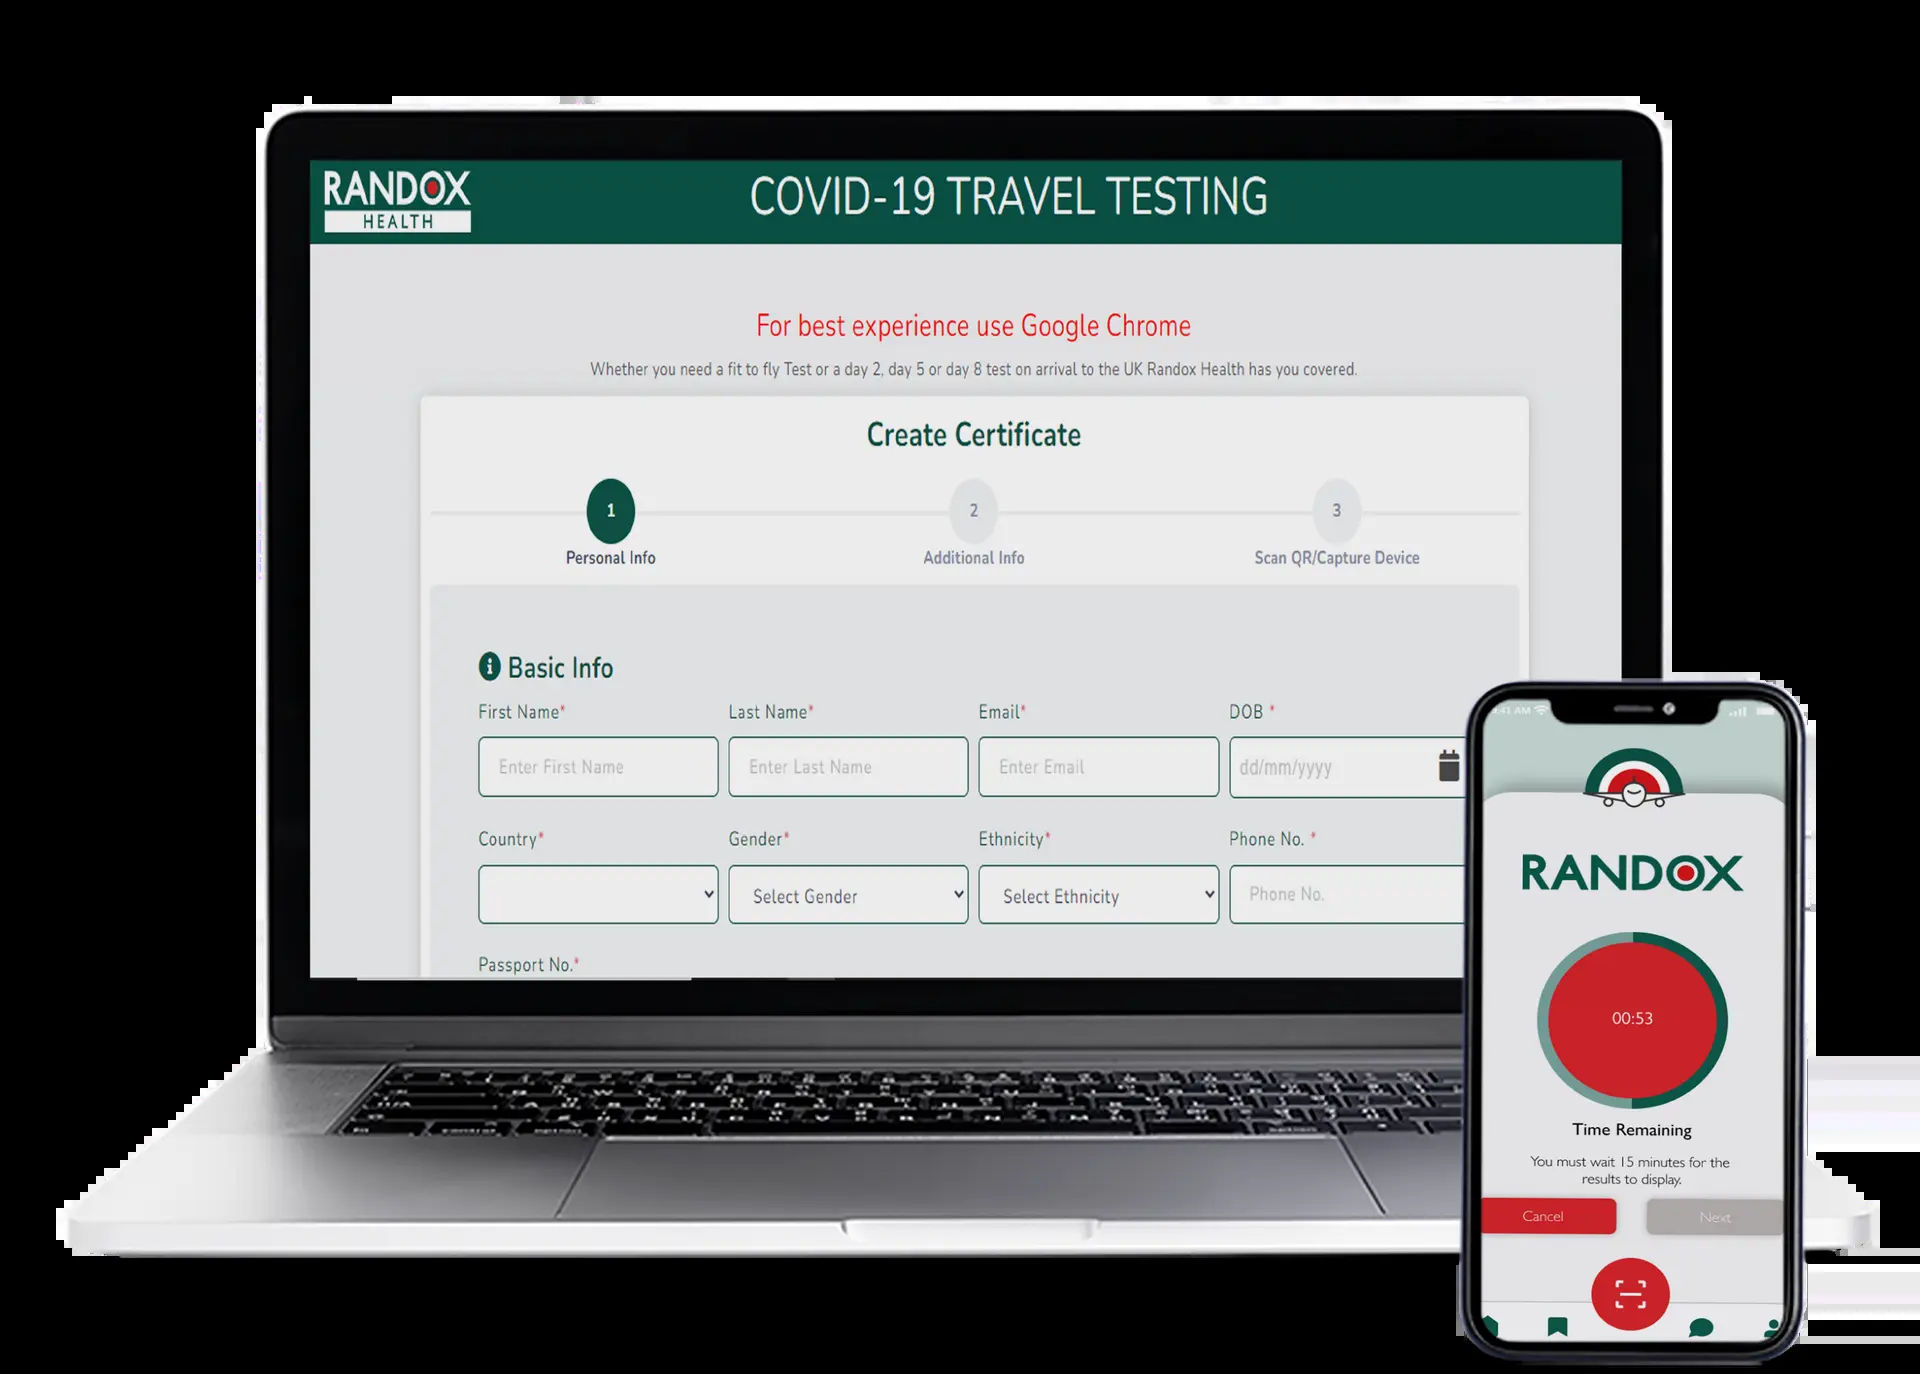 RANDOX
HEALTH
COVID-19 TRAVEL TESTING
For best experience use Google Chrome
Whether you need a fit to fly Test or a day 2, day 5 or day 8 test on arrival to the UK Randox Health has you covered.
Create Certificate
1 2 3
Personal Info Additional Info Scan QR/Capture Device
Basic Info
First Name* Last Name* Email* DOB *
Enter First Name Enter Last Name Enter Email dd/mm/yyyy
Country* Gender* Ethnicity* Phone No. *
Select Gender Select Ethnicity Phone No.
Passport No.*
AM
RANDOX
00:53
Time Remaining
You must wait 15 minutes for the
results to display.
Cancel Next